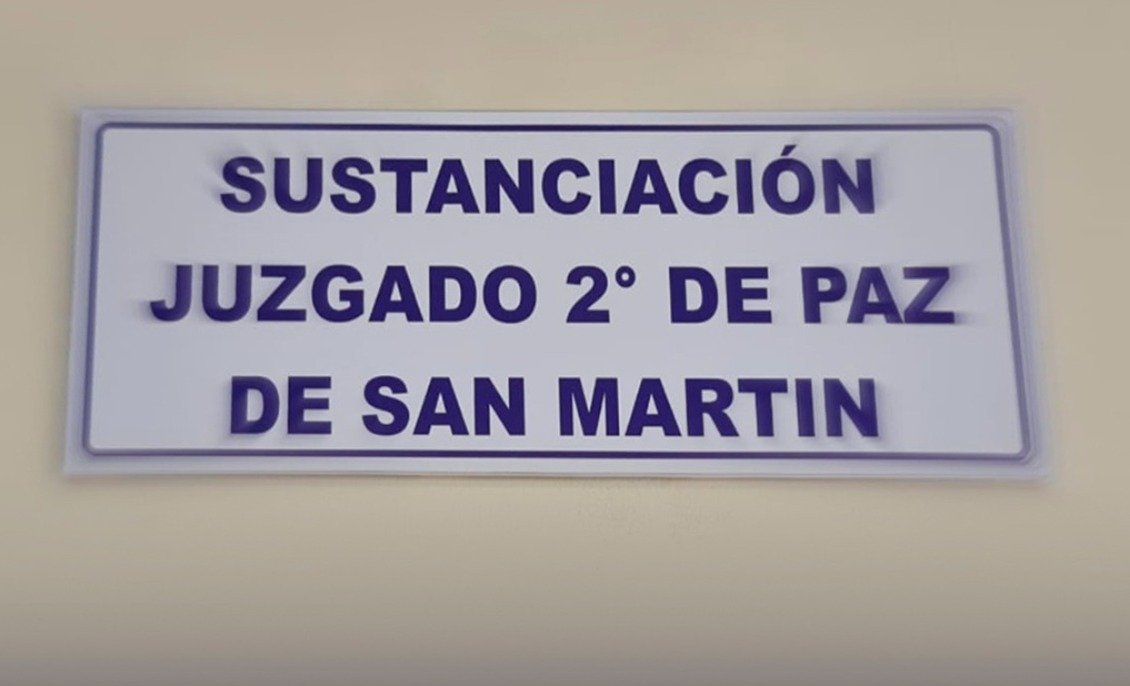 SUSTANCIACIÓN
JUZGADO 2° DE PAZ
DE SAN MARTIN